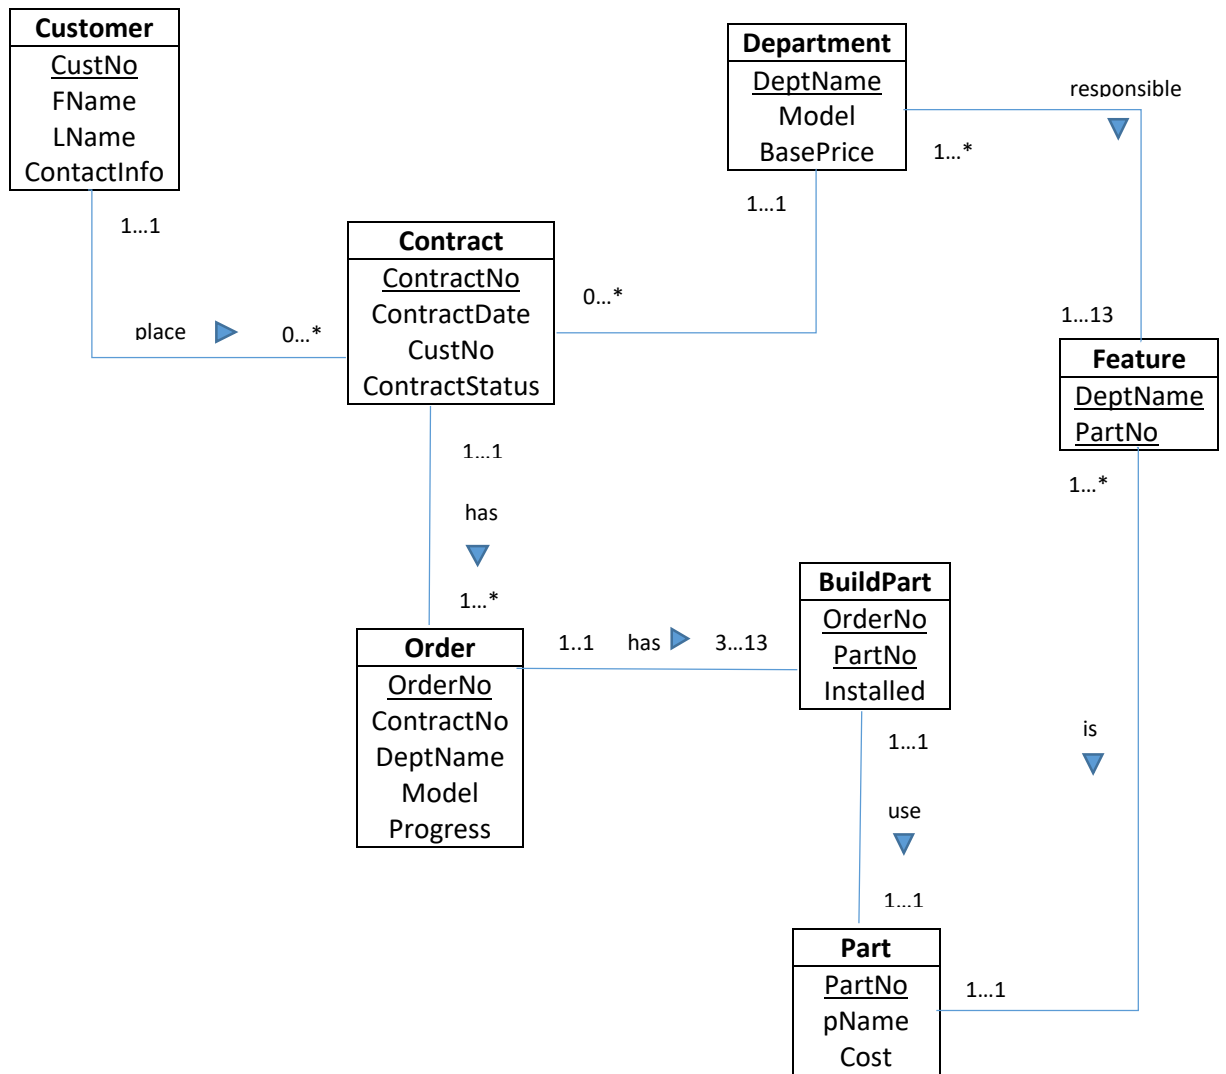 Customer
CustNo
FName
LName
ContactInfo
1...1
place
0...*
Contract
ContractNo
ContractDate
CustNo
ContractStatus
0...*
1...1
Department
DeptName
Model
BasePrice
1...*
responsible
1...13
Feature
DeptName
PartNo
1...*
is
1...1
1...1
has
1...*
Order
OrderNo
ContractNo
DeptName
Model
Progress
1..1
has
3...13
BuildPart
OrderNo
PartNo
Installed
1...1
use
1...1
Part
PartNo
pName
Cost